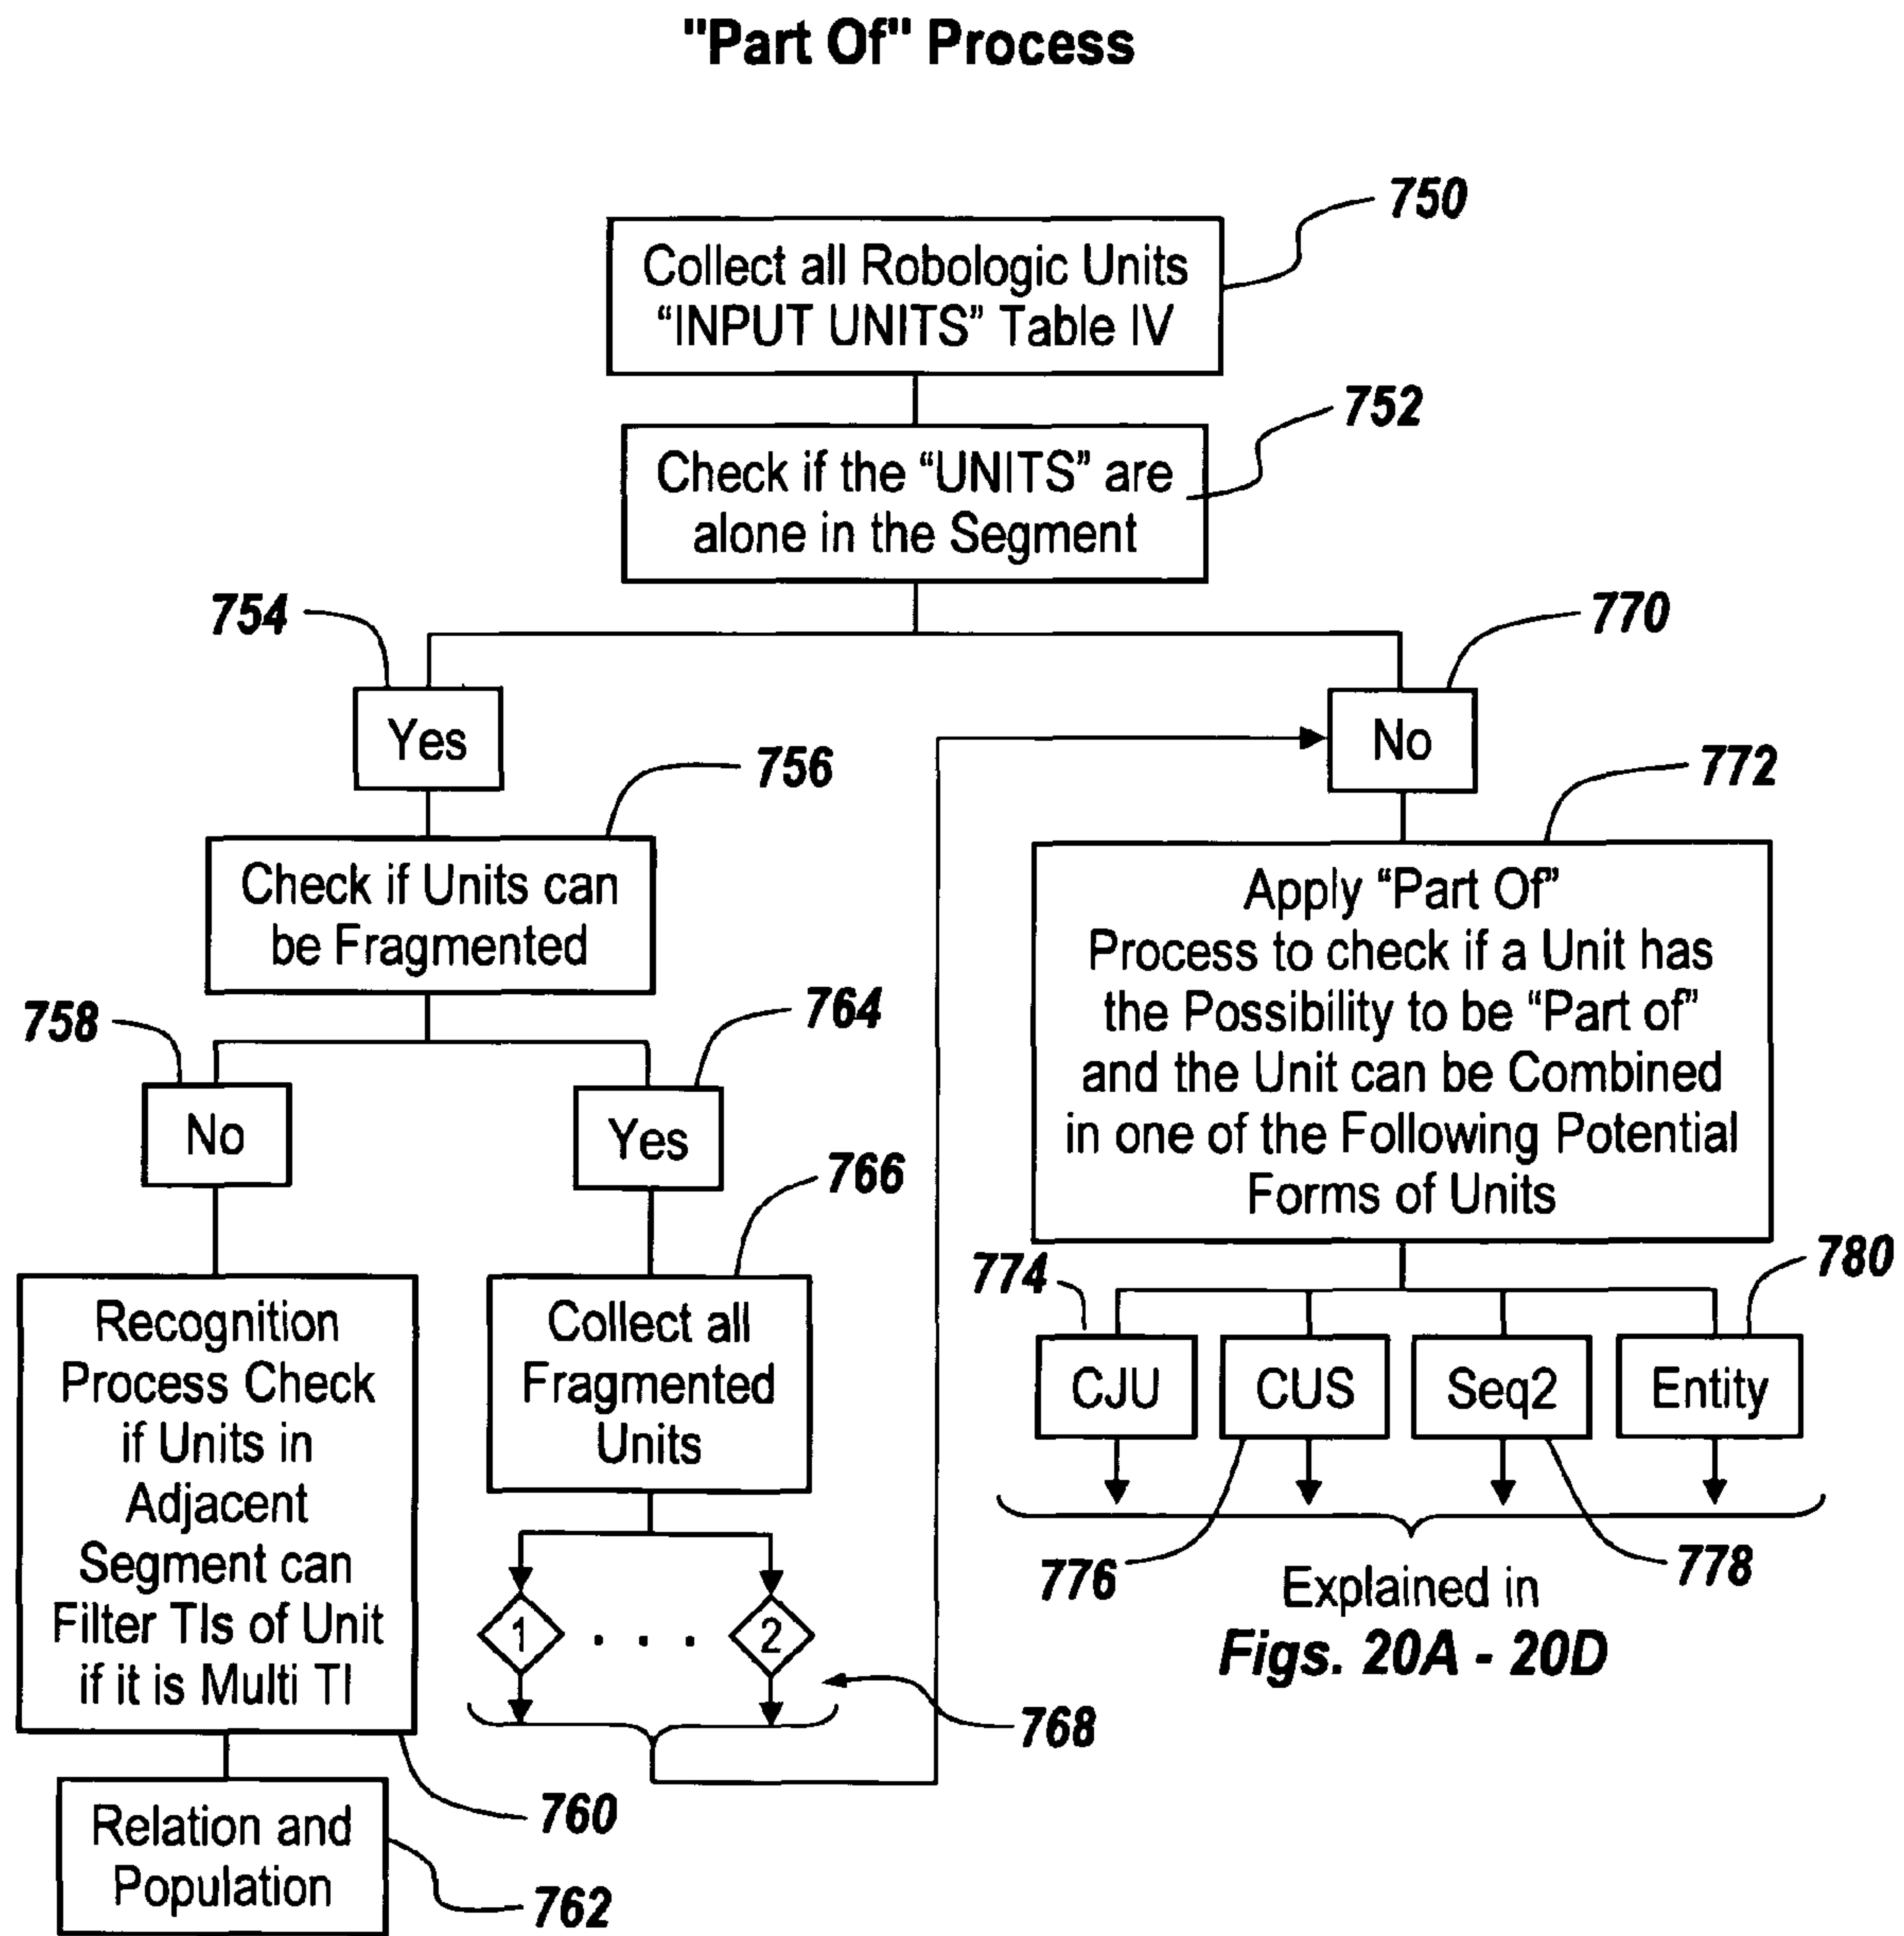 "Part Of" Process
750
Collect all Robologic Units
“INPUT UNITS” Table IV
752
Check if the “UNITS” are
alone in the Segment
754
770
Yes
No
756
772
Check if Units can
be Fragmented
Apply “Part Of”
Process to check if a Unit has
the Possibility to be “Part of”
and the Unit can be Combined
in one of the Following Potential
Forms of Units
758
764
No
Yes
766
Recognition
Process Check
if Units in
Adjacent
Segment can
Filter TIs of Unit
if it is Multi TI
Collect all
Fragmented
Units
774
780
CJU
CUS
Seq2
Entity
776
778
1 . . . 2
Explained in
Figs. 20A - 20D
768
760
Relation and
Population
762